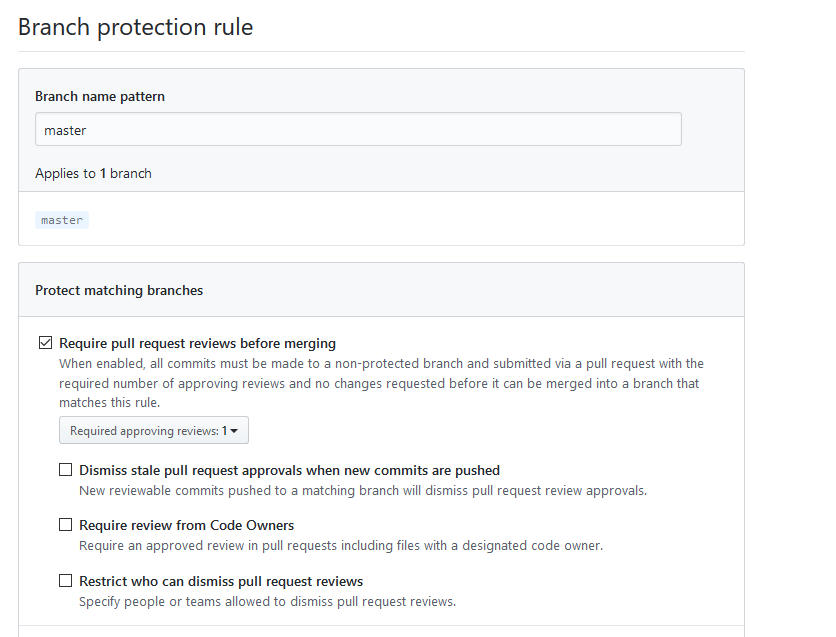 Branch protection rule
Branch name pattern
master
Applies to 1 branch
master
Protect matching branches
Require pull request reviews before merging
When enabled, all commits must be made to a non-protected branch and submitted via a pull request with the
required number of approving reviews and no changes requested before it can be merged into a branch that
matches this rule.
Required approving reviews: 1
Dismiss stale pull request approvals when new commits are pushed
New reviewable commits pushed to a matching branch will dismiss pull request review approvals.
Require review from Code Owners
Require an approved review in pull requests including files with a designated code owner.
Restrict who can dismiss pull request reviews
Specify people or teams allowed to dismiss pull request reviews.